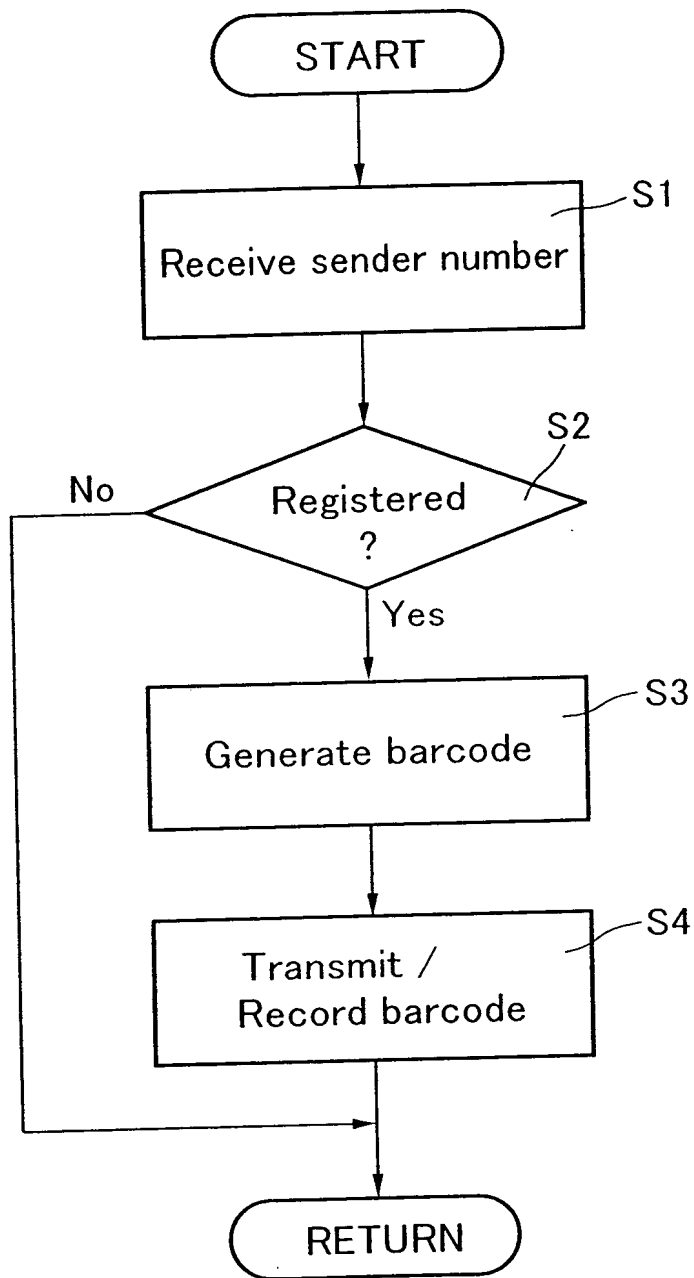 START
S1
Receive sender number
S2
No
Registered
?
Yes
S3
Generate barcode
S4
Transmit /
Record barcode
RETURN